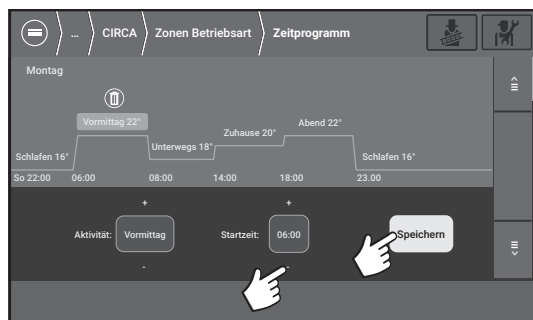 ... CIRCA Zonen Betriebsart Zeitprogramm
Montag
Vormittag 22° Abend 22°
Zuhause 20°
Unterwegs 18°
Schlafen 16° Schlafen 16°
So 22:00 06:00 08:00 14:00 18:00 23.00
+ +
Aktivität: Vormittag Startzeit: 06:00 Speichern
- -